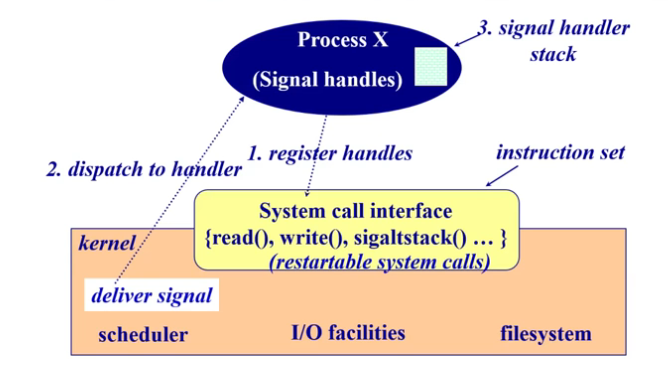 Process X
(Signal handles)
3. signal handler
stack
2. dispatch to handler
1. register handles
instruction set
System call interface
{read(), write(), sigaltstack() … }
(restartable system calls)
kernel
deliver signal
scheduler
I/O facilities
filesystem